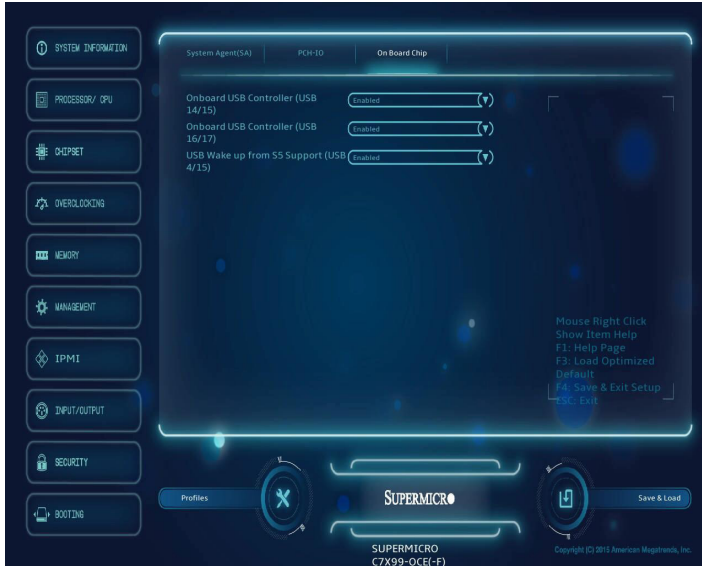 SYSTEM INFORMATION
PROCESSOR/ CPU
CHIPSET
OVERCLOCKING
MEMORY
MANAGEMENT
IPMI
INPUT/OUTPUT
SECURITY
BOOTING
System Agent(SA)
PCH-IO
On Board Chip
Onboard USB Controller (USB
14/15)
Enabled
Onboard USB Controller (USB
16/17)
Enabled
USB Wake up from S5 Support (USB
4/15)
Enabled
Mouse Right Click
Show Item Help
F1: Help Page
F3: Load Optimized
Default
F4: Save & Exit Setup
ESC: Exit
Profiles
SUPERMICRO
Save & Load
SUPERMICRO
C7X99-OCE(-F)
Copyright (C) 2015 American Megatrends, Inc.